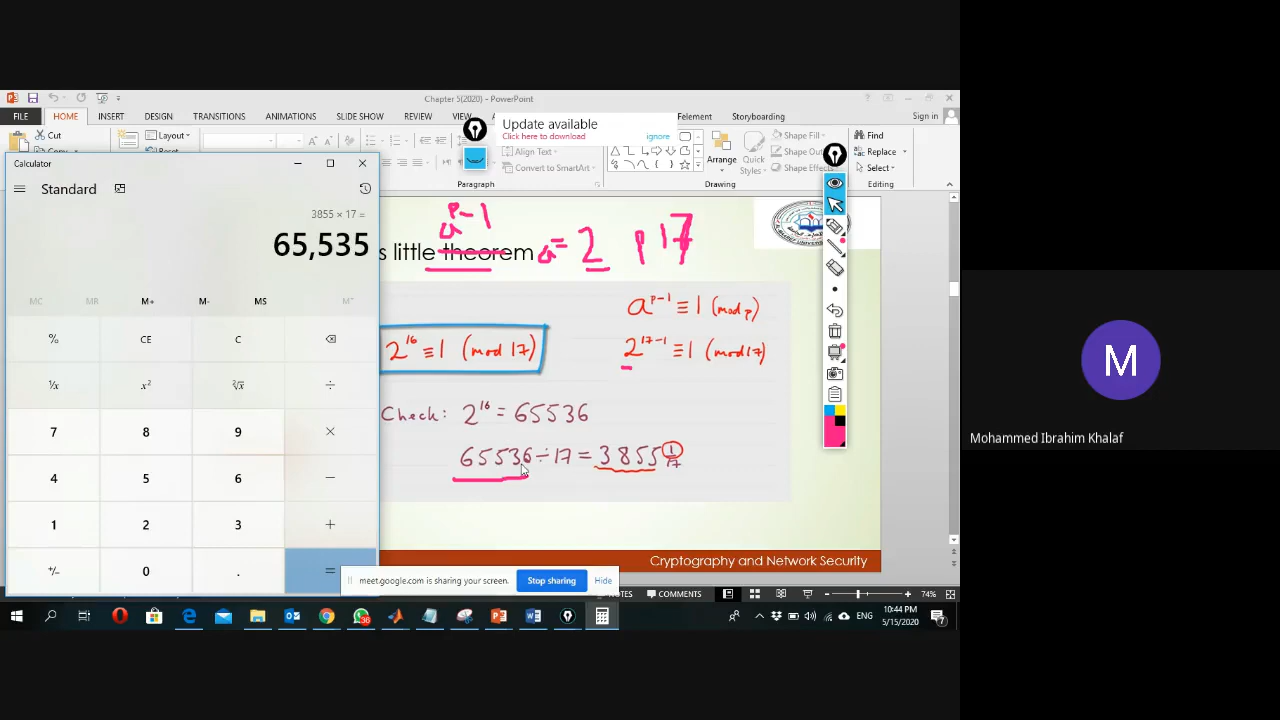 Chapter 5(2020) - PowerPoint
FILE HOME INSERT DESIGN TRANSITIONS ANIMATIONS SLIDE SHOW REVIEW VIEW Felement Storyboarding Sign in
Update available
Click here to download ignore
Cut
Layout
Align Text
Paragraph
Arrange
Quick
Styles
Shape Fill
Shape Effects
Drawing
Find
Replace
Select
Editing
Calculator
Standard
3855 × 17 =
65,535
MC MR M+ M- MS
% CE C
1/x x² ²√x ÷
7 8 9 ×
4 5 6 −
1 2 3 +
+/- 0 . =
a^p-1
s little theorem a = 2 p 17
a^p-1 ≡ 1 (mod p)
2^16 ≡ 1 (mod 17)
2^17-1 ≡ 1 (mod 17)
Check: 2^16 = 65536
65536 ÷ 17 = 3855 1/17
Cryptography and Network Security
meet.google.com is sharing your screen. Stop sharing Hide
COMMENTS 74%
36
ENG
10:44 PM
5/15/2020
7
M
Mohammed Ibrahim Khalaf